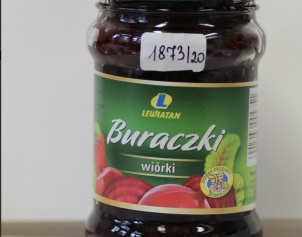 1873/20
LEWIATAN
Buraczki
wiórki